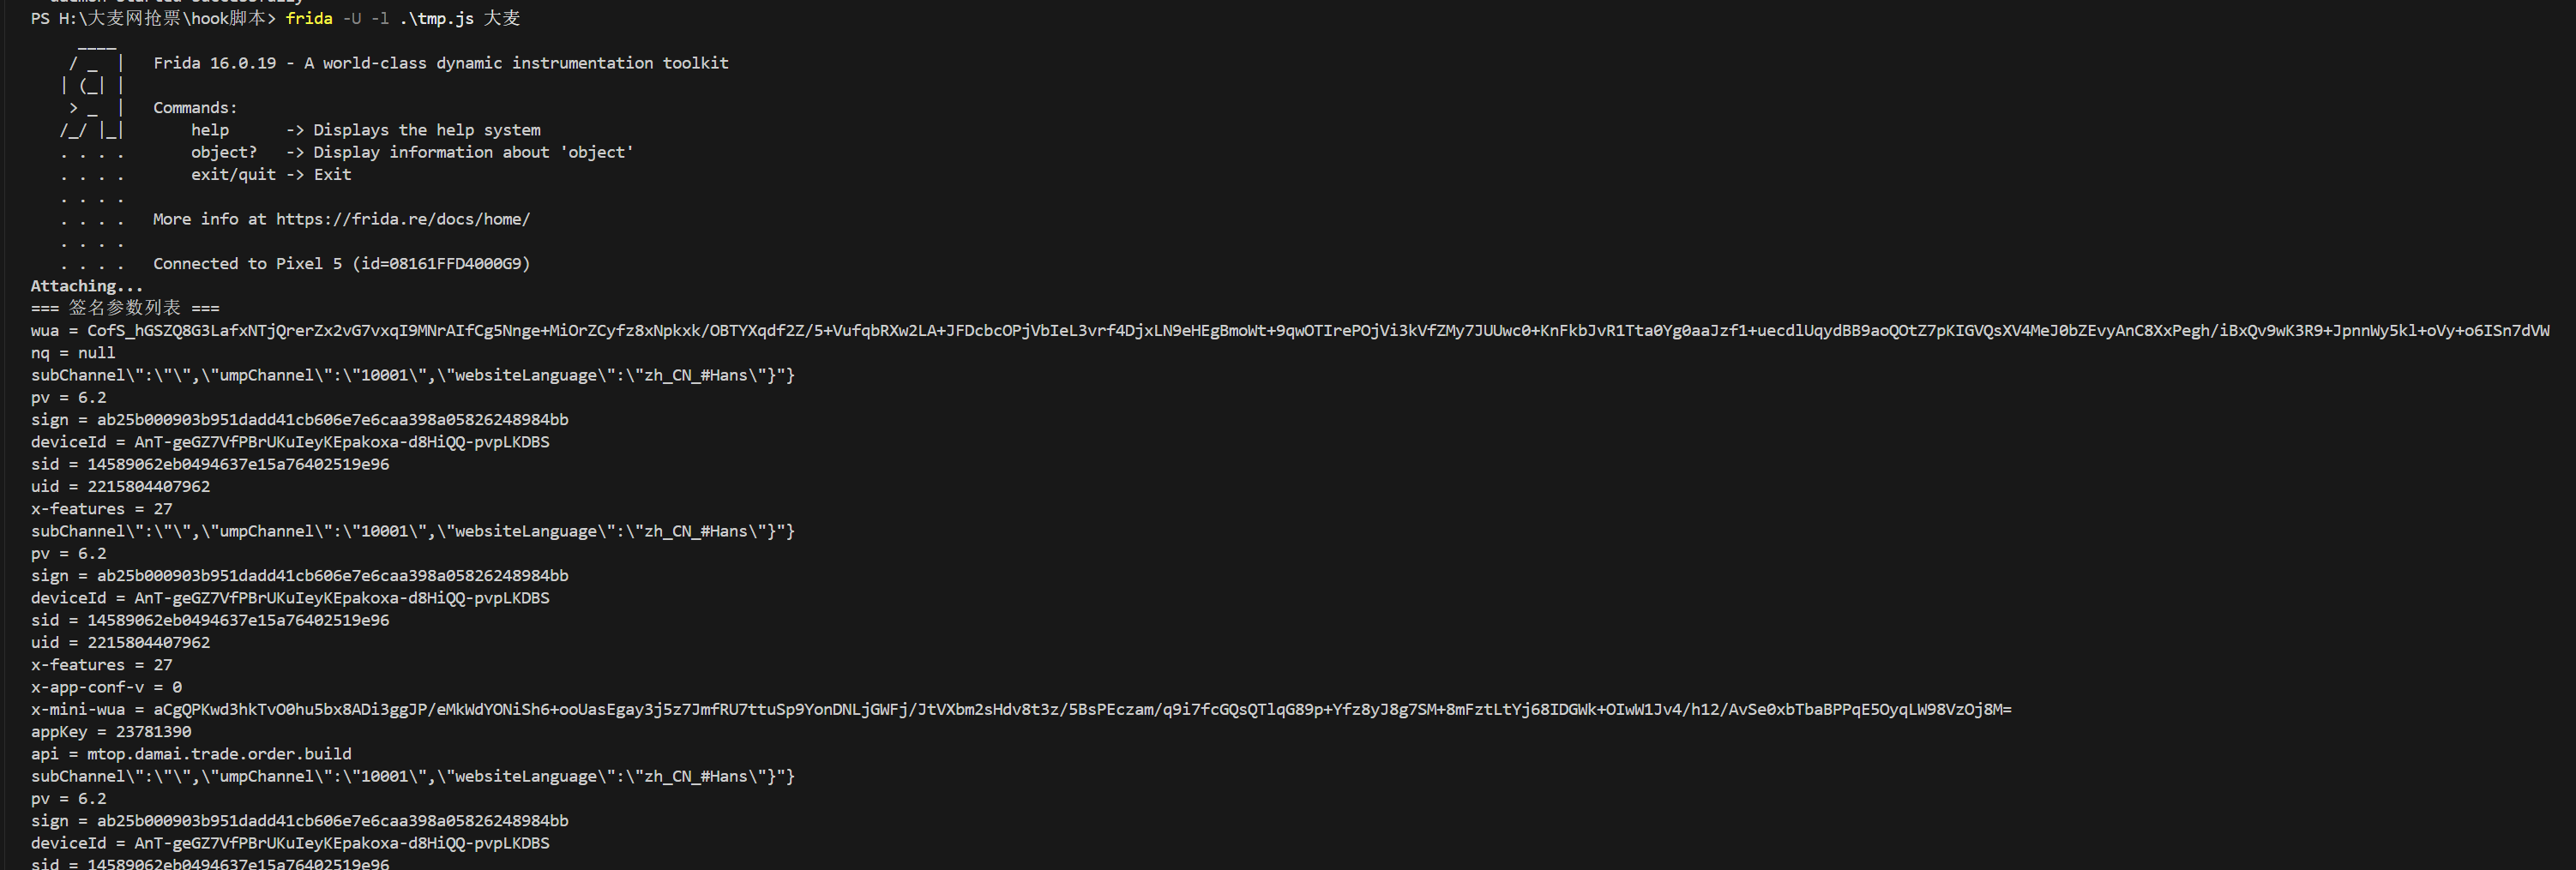 PS H:\大麦网抢票\hook脚本> frida -U -l .\tmp.js 大麦
     ____
    / _  |   Frida 16.0.19 - A world-class dynamic instrumentation toolkit
   | (_| |
    > _  |   Commands:
   /_/ |_|       help      -> Displays the help system
   . . . .       object?   -> Display information about 'object'
   . . . .       exit/quit -> Exit
   . . . .
   . . . .   More info at https://frida.re/docs/home/
   . . . .
   . . . .   Connected to Pixel 5 (id=08161FFD4000G9)
Attaching...
=== 签名参数列表 ===
wua = CofS_hGSZQ8G3LafxNTjQrerZx2vG7vxqI9MNrAIfCg5Nnge+MiOrZCyfz8xNpkxk/OBTYXqdf2Z/5+VufqbRXw2LA+JFDcbcOPjVbIeL3vrf4DjxLN9eHEgBmoWt+9qwOTIrePOjVi3kVfZMy7JUUwc0+KnFkbJvR1Tta0Yg0aaJzf1+uecdlUqydBB9aoQOtZ7pKIGVQsXV4MeJ0bZEvyAnC8XxPegh/iBxQv9wK3R9+JpnnWy5kl+oVy+o6ISn7dVW
nq = null
subChannel\":\"\",\"umpChannel\":\"10001\",\"websiteLanguage\":\"zh_CN_#Hans\"}"}
pv = 6.2
sign = ab25b000903b951dadd41cb606e7e6caa398a05826248984bb
deviceId = AnT-geGZ7VfPBrUKuIeyKEpakoxa-d8HiQQ-pvpLKDBS
sid = 14589062eb0494637e15a76402519e96
uid = 2215804407962
x-features = 27
subChannel\":\"\",\"umpChannel\":\"10001\",\"websiteLanguage\":\"zh_CN_#Hans\"}"}
pv = 6.2
sign = ab25b000903b951dadd41cb606e7e6caa398a05826248984bb
deviceId = AnT-geGZ7VfPBrUKuIeyKEpakoxa-d8HiQQ-pvpLKDBS
sid = 14589062eb0494637e15a76402519e96
uid = 2215804407962
x-features = 27
x-app-conf-v = 0
x-mini-wua = aCgQPKwd3hkTvO0hu5bx8ADi3ggJP/eMkWdYONiSh6+ooUasEgay3j5z7JmfRU7ttuSp9YonDNLjGWFj/JtVXbm2sHdv8t3z/5BsPEczam/q9i7fcGQsQTlqG89p+Yfz8yJ8g7SM+8mFztLtYj68IDGWk+OIwW1Jv4/h12/AvSe0xbTbaBPPqE5OyqLW98VzOj8M=
appKey = 23781390
api = mtop.damai.trade.order.build
subChannel\":\"\",\"umpChannel\":\"10001\",\"websiteLanguage\":\"zh_CN_#Hans\"}"}
pv = 6.2
sign = ab25b000903b951dadd41cb606e7e6caa398a05826248984bb
deviceId = AnT-geGZ7VfPBrUKuIeyKEpakoxa-d8HiQQ-pvpLKDBS
sid = 14589062eb0494637e15a76402519e96